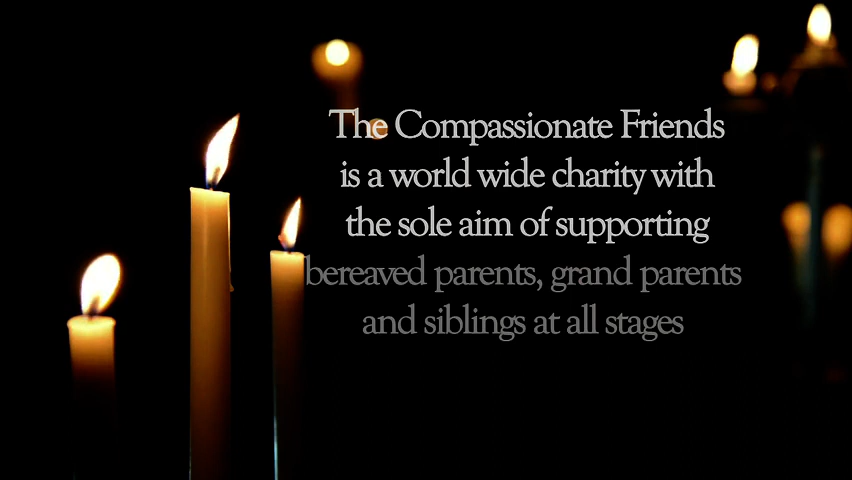 The Compassionate Friends
is a world wide charity with
the sole aim of supporting
bereaved parents, grand parents
and siblings at all stages